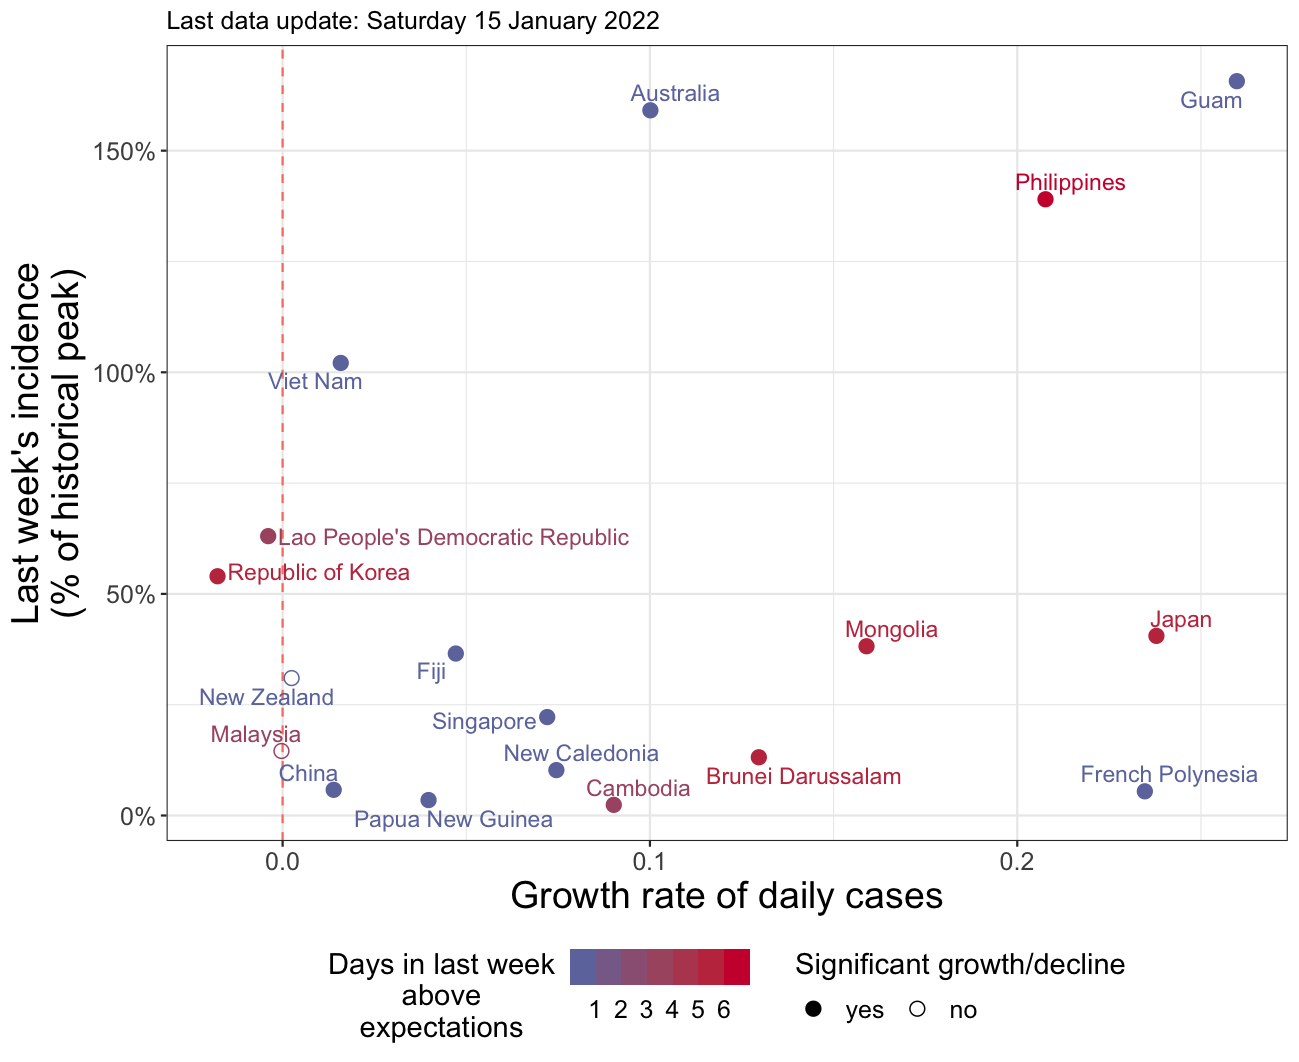 Last data update: Saturday 15 January 2022
Australia
Guam
150%
Philippines
Last week's incidence
(% of historical peak)
100%
Viet Nam
Lao People's Democratic Republic
Republic of Korea
50%
Mongolia
Japan
Fiji
New Zealand
Singapore
Malaysia
New Caledonia
China
Brunei Darussalam
French Polynesia
Cambodia
0%
Papua New Guinea
0.0 0.1 0.2
Growth rate of daily cases
Days in last week
above
expectations
1 2 3 4 5 6
Significant growth/decline
yes no